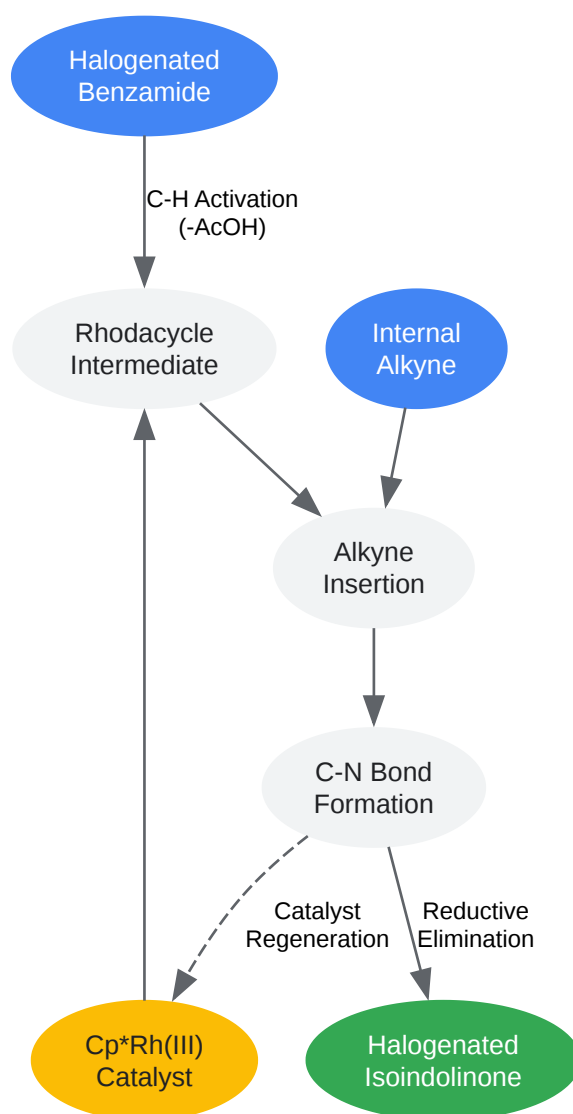 Halogenated
Benzamide
C-H Activation
(-AcOH)
Rhodacycle
Intermediate
Internal
Alkyne
Alkyne
Insertion
C-N Bond
Formation
Catalyst
Regeneration
Reductive
Elimination
Cp*Rh(III)
Catalyst
Halogenated
Isoindolinone